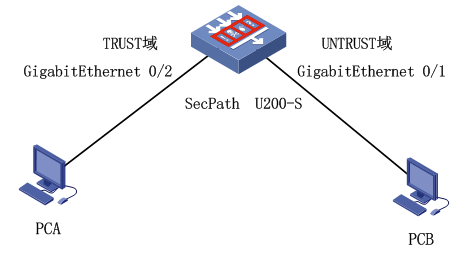 TRUST域
UNTRUST域
GigabitEthernet 0/2
GigabitEthernet 0/1
SecPath U200-S
PCA
PCB